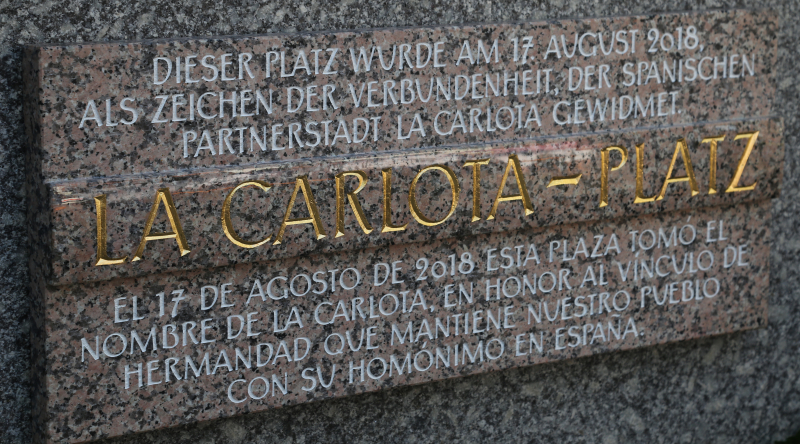 DIESER PLATZ WURDE AM 17 AUGUST 2018,
ALS ZEICHEN DER VERBUNDENHEIT, DER SPANISCHEN
PARTNERSTADT LA CARLOTA GEWIDMET.
LA CARLOTA – PLATZ
EL 17 DE AGOSTO DE 2018 ESTA PLAZA TOMÓ EL
NOMBRE DE LA CARLOTA, EN HONOR AL VÍNCULO DE
HERMANDAD QUE MANTIENE NUESTRO PUEBLO
CON SU HOMÓNIMO EN ESPAÑA.